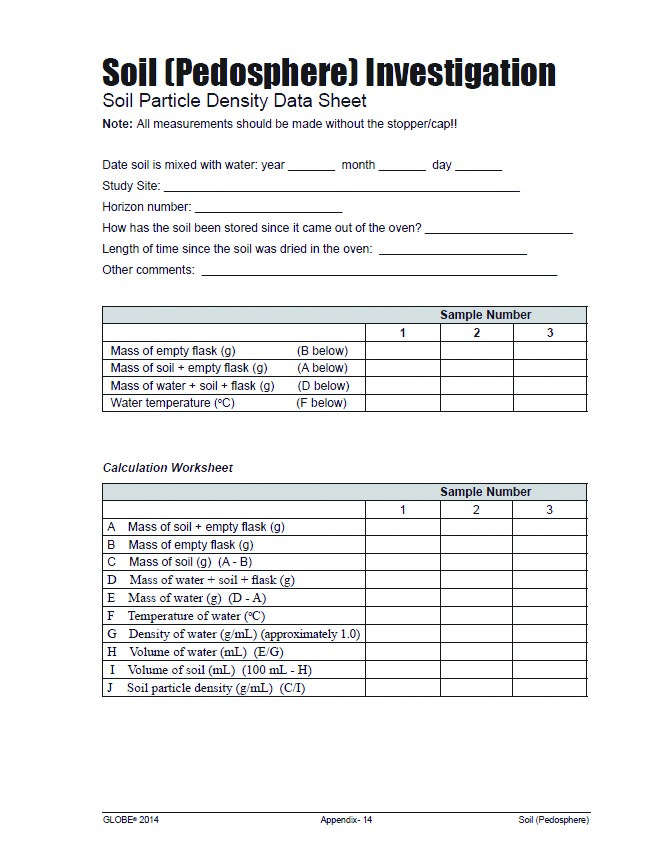 Soil (Pedosphere) Investigation
Soil Particle Density Data Sheet
Note: All measurements should be made without the stopper/cap!!
Date soil is mixed with water: year _______ month _______ day _______
Study Site: ______________________________________________________
Horizon number: ______________________
How has the soil been stored since it came out of the oven? ______________________
Length of time since the soil was dried in the oven: ______________________
Other comments: ______________________________________________________
Sample Number
1 2 3
Mass of empty flask (g) (B below)
Mass of soil + empty flask (g) (A below)
Mass of water + soil + flask (g) (D below)
Water temperature (°C) (F below)
Calculation Worksheet
Sample Number
1 2 3
A Mass of soil + empty flask (g)
B Mass of empty flask (g)
C Mass of soil (g) (A - B)
D Mass of water + soil + flask (g)
E Mass of water (g) (D - A)
F Temperature of water (°C)
G Density of water (g/mL) (approximately 1.0)
H Volume of water (mL) (E/G)
I Volume of soil (mL) (100 mL - H)
J Soil particle density (g/mL) (C/I)
GLOBE® 2014 Appendix- 14 Soil (Pedosphere)